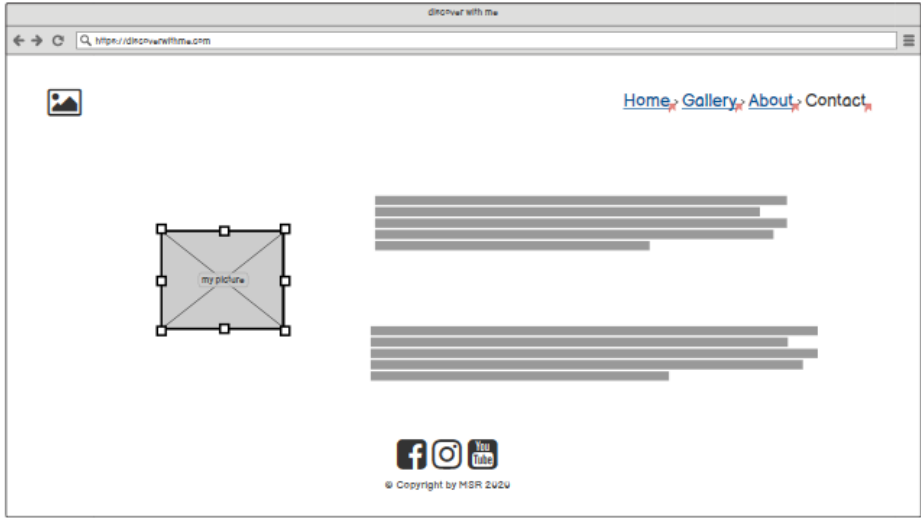 discover with me
https://discoverwithme.com
Home > Gallery > About > Contact
my picture
You
Tube
© Copyright by MSR 2020